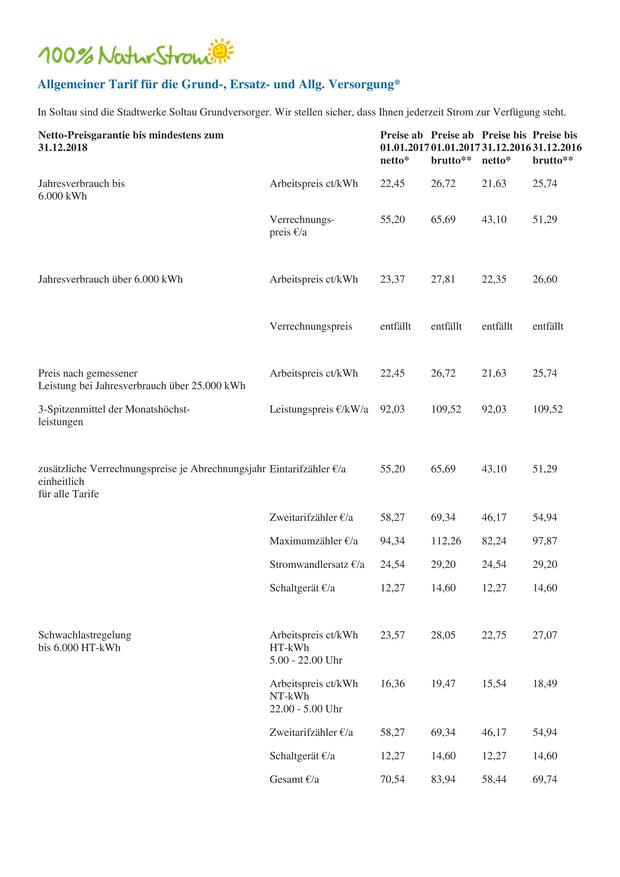 100% NaturStrom
Allgemeiner Tarif für die Grund-, Ersatz- und Allg. Versorgung*
In Soltau sind die Stadtwerke Soltau Grundversorger. Wir stellen sicher, dass Ihnen jederzeit Strom zur Verfügung steht.
Netto-Preisgarantie bis mindestens zum Preise ab Preise ab Preise bis Preise bis
31.12.2018 01.01.2017 01.01.2017 31.12.2016 31.12.2016
netto* brutto** netto* brutto**
Jahresverbrauch bis Arbeitspreis ct/kWh 22,45 26,72 21,63 25,74
6.000 kWh
Verrechnungs- 55,20 65,69 43,10 51,29
preis €/a
Jahresverbrauch über 6.000 kWh Arbeitspreis ct/kWh 23,37 27,81 22,35 26,60
Verrechnungspreis entfällt entfällt entfällt entfällt
Preis nach gemessener Arbeitspreis ct/kWh 22,45 26,72 21,63 25,74
Leistung bei Jahresverbrauch über 25.000 kWh
3-Spitzenmittel der Monatshöchst- Leistungspreis €/kW/a 92,03 109,52 92,03 109,52
leistungen
zusätzliche Verrechnungspreise je Abrechnungsjahr Eintarifzähler €/a 55,20 65,69 43,10 51,29
einheitlich
für alle Tarife
Zweitarifzähler €/a 58,27 69,34 46,17 54,94
Maximumzähler €/a 94,34 112,26 82,24 97,87
Stromwandlersatz €/a 24,54 29,20 24,54 29,20
Schaltgerät €/a 12,27 14,60 12,27 14,60
Schwachlastregelung Arbeitspreis ct/kWh 23,57 28,05 22,75 27,07
bis 6.000 HT-kWh HT-kWh
5.00 - 22.00 Uhr
Arbeitspreis ct/kWh 16,36 19,47 15,54 18,49
NT-kWh
22.00 - 5.00 Uhr
Zweitarifzähler €/a 58,27 69,34 46,17 54,94
Schaltgerät €/a 12,27 14,60 12,27 14,60
Gesamt €/a 70,54 83,94 58,44 69,74